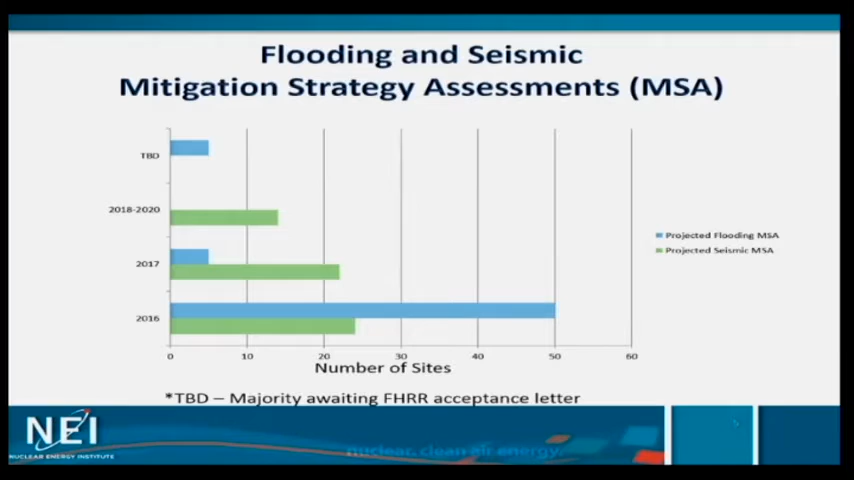 Flooding and Seismic
Mitigation Strategy Assessments (MSA)
TBD
2018-2020
2017
2016
0 10 20 30 40 50 60
Number of Sites
Projected Flooding MSA
Projected Seismic MSA
*TBD – Majority awaiting FHRR acceptance letter
NEI
NUCLEAR ENERGY INSTITUTE
nuclear. clean air energy.